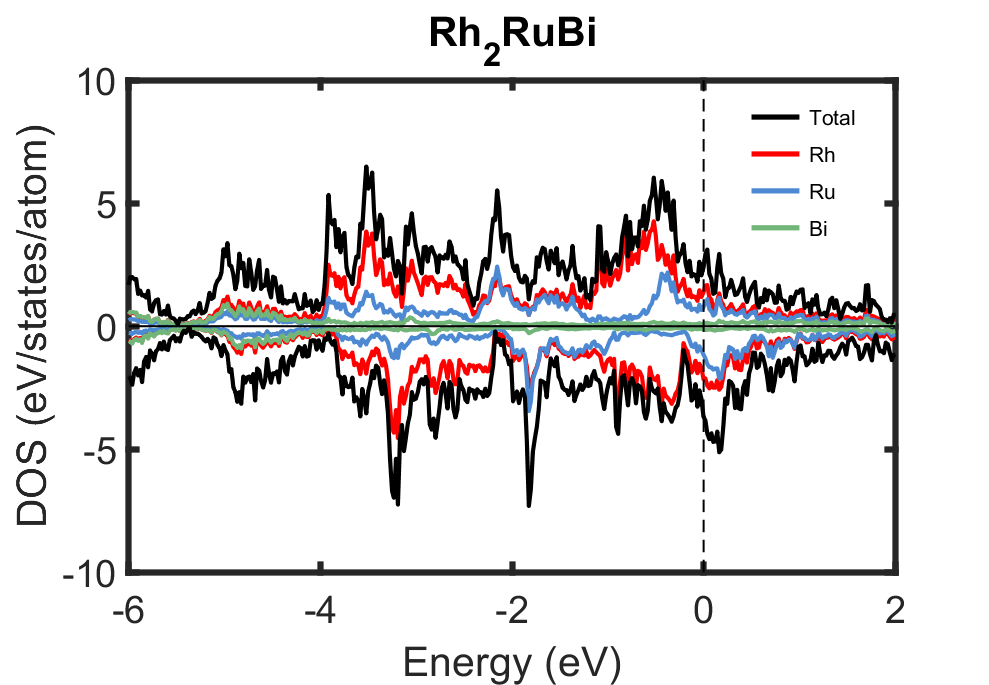 Rh₂RuBi
DOS (eV/states/atom)
10
5
0
-5
-10
Total
Rh
Ru
Bi
-6 -4 -2 0 2
Energy (eV)